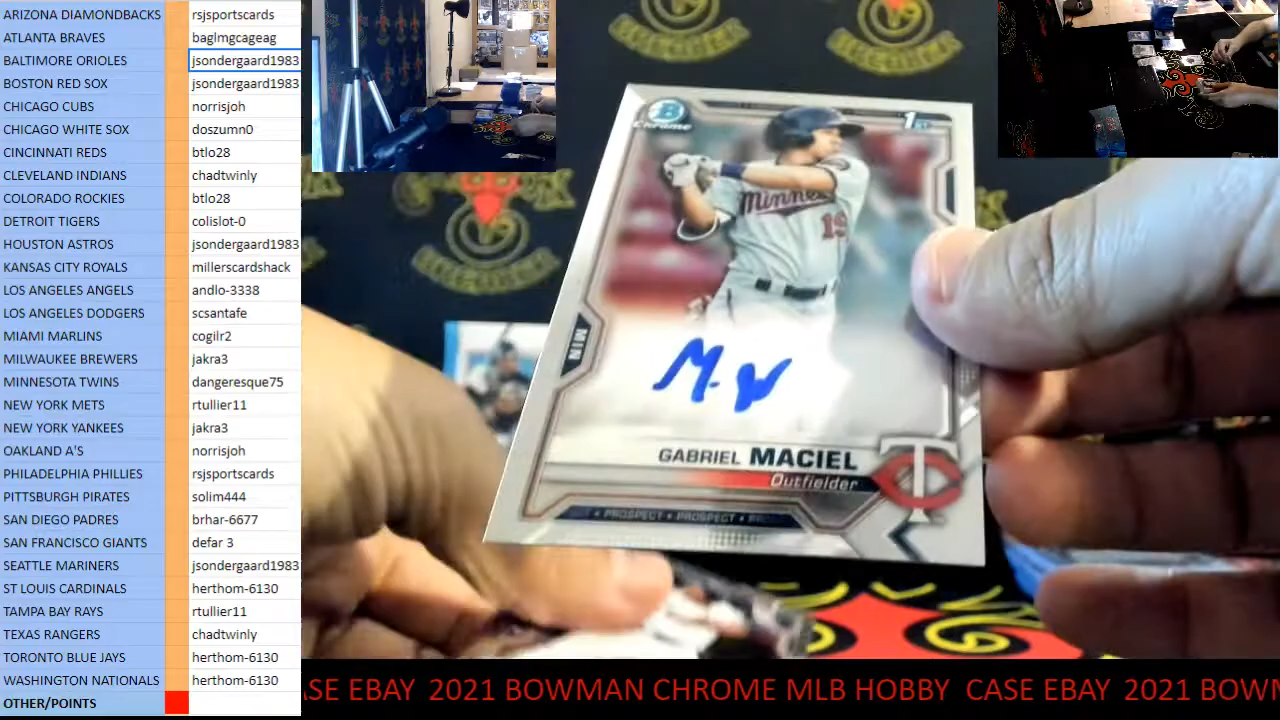 ARIZONA DIAMONDBACKS rsjsportscards
ATLANTA BRAVES baglmgcageag
BALTIMORE ORIOLES jsondergaard1983
BOSTON RED SOX jsondergaard1983
CHICAGO CUBS norrisjoh
CHICAGO WHITE SOX doszumn0
CINCINNATI REDS btlo28
CLEVELAND INDIANS chadtwinly
COLORADO ROCKIES btlo28
DETROIT TIGERS colislot-0
HOUSTON ASTROS jsondergaard1983
KANSAS CITY ROYALS millerscardshack
LOS ANGELES ANGELS andlo-3338
LOS ANGELES DODGERS scsantafe
MIAMI MARLINS cogilr2
MILWAUKEE BREWERS jakra3
MINNESOTA TWINS dangeresque75
NEW YORK METS rtullier11
NEW YORK YANKEES jakra3
OAKLAND A'S norrisjoh
PHILADELPHIA PHILLIES rsjsportscards
PITTSBURGH PIRATES solim444
SAN DIEGO PADRES brhar-6677
SAN FRANCISCO GIANTS defar 3
SEATTLE MARINERS jsondergaard1983
ST LOUIS CARDINALS herthom-6130
TAMPA BAY RAYS rtullier11
TEXAS RANGERS chadtwinly
TORONTO BLUE JAYS herthom-6130
WASHINGTON NATIONALS herthom-6130
OTHER/POINTS
B
Chrome
1st
Minne
19
MIN
GABRIEL MACIEL
Outfielder
PROSPECT • PROSPECT •
TC
ASE EBAY 2021 BOWMAN CHROME MLB HOBBY CASE EBAY 2021 BOWM